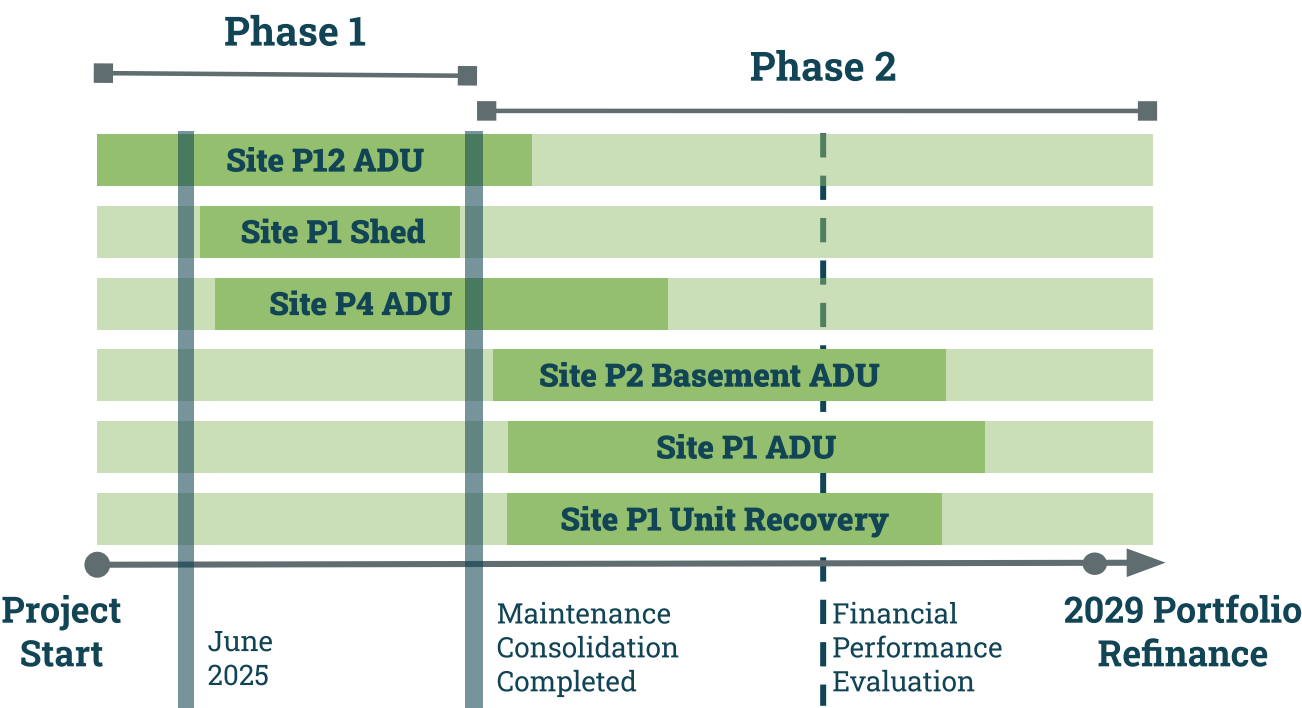 Phase 1
Phase 2
Site P12 ADU
Site P1 Shed
Site P4 ADU
Site P2 Basement ADU
Site P1 ADU
Site P1 Unit Recovery
Project
Start
June
2025
Maintenance
Consolidation
Completed
Financial
Performance
Evaluation
2029 Portfolio
Refinance